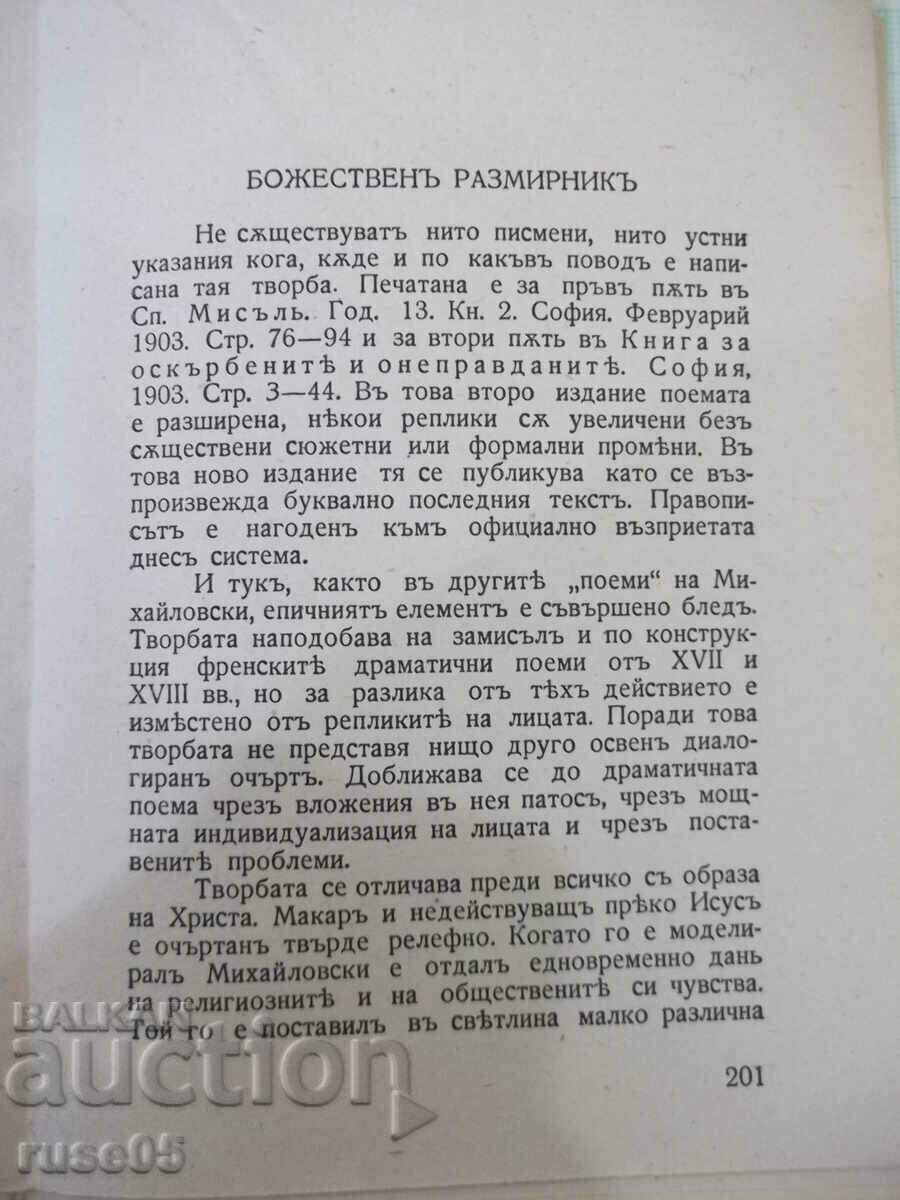 БОЖЕСТВЕНЪ РАЗМИРНИКЪ
Не сѫществуватъ нито писмени, нито устни
указания кога, кѫде и по какъвъ поводъ е напи-
сана тая творба. Печатана е за пръвъ пѫть въ
Сп. Мисъль. Год. 13. Кн. 2. София. Февруарий
1903. Стр. 76—94 и за втори пѫть въ Книга за
оскърбенитѣ и онеправданитѣ. София,
1903. Стр. 3—44. Въ това второ издание поемата
е разширена, нѣкои реплики сѫ увеличени безъ
сѫществени сюжетни или формални промѣни. Въ
това ново издание тя се публикува като се въз-
произвежда буквално последния текстъ. Правопи-
сътъ е нагоденъ къмъ официално възприетата
днесъ система.
И тукъ, както въ другитѣ „поеми“ на Ми-
хайловски, епичниятъ елементъ е съвършено бледъ.
Творбата наподобава на замисълъ и по конструк-
ция френскитѣ драматични поеми отъ XVII и
XVIII вв., но за разлика отъ тѣхъ действието е
измѣстено отъ репликитѣ на лицата. Поради това
творбата не представя нищо друго освенъ диало-
гиранъ очъртъ. Доближава се до драматичната
поема чрезъ вложения въ нея патосъ, чрезъ мощ-
ната индивидуализация на лицата и чрезъ поста-
венитѣ проблеми.
Творбата се отличава преди всичко съ образа
на Христа. Макаръ и недействуващъ прѣко Исусъ
е очъртанъ твърде релефно. Когато го е модели-
ралъ Михайловски е отдалъ едновременно дань
на религиознитѣ и на общественитѣ си чувства.
Той го е поставилъ въ свѣтлина малко различна
201
BALKAN
auction
ruse05